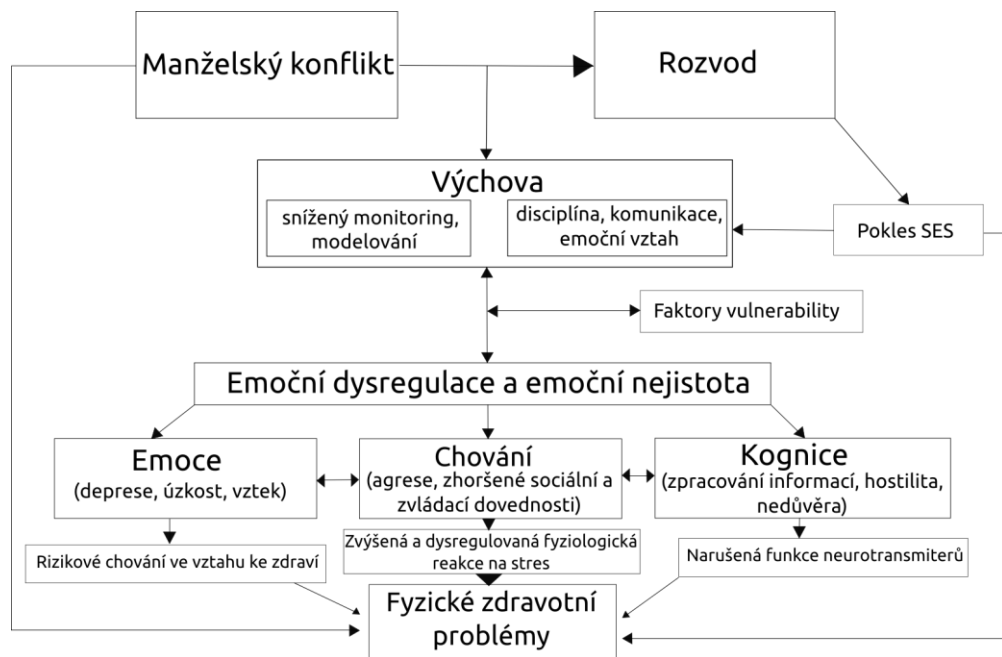 Manželský konflikt
Rozvod
Výchova
snížený monitoring,
modelování
disciplína, komunikace,
emoční vztah
Pokles SES
Faktory vulnerability
Emoční dysregulace a emoční nejistota
Emoce
(deprese, úzkost, vztek)
Chování
(agrese, zhoršené sociální a
zvládací dovednosti)
Kognice
(zpracování informací, hostilita,
nedůvěra)
Rizikové chování ve vztahu ke zdraví
Zvýšená a dysregulovaná fyziologická
reakce na stres
Narušená funkce neurotransmiterů
Fyzické zdravotní
problémy